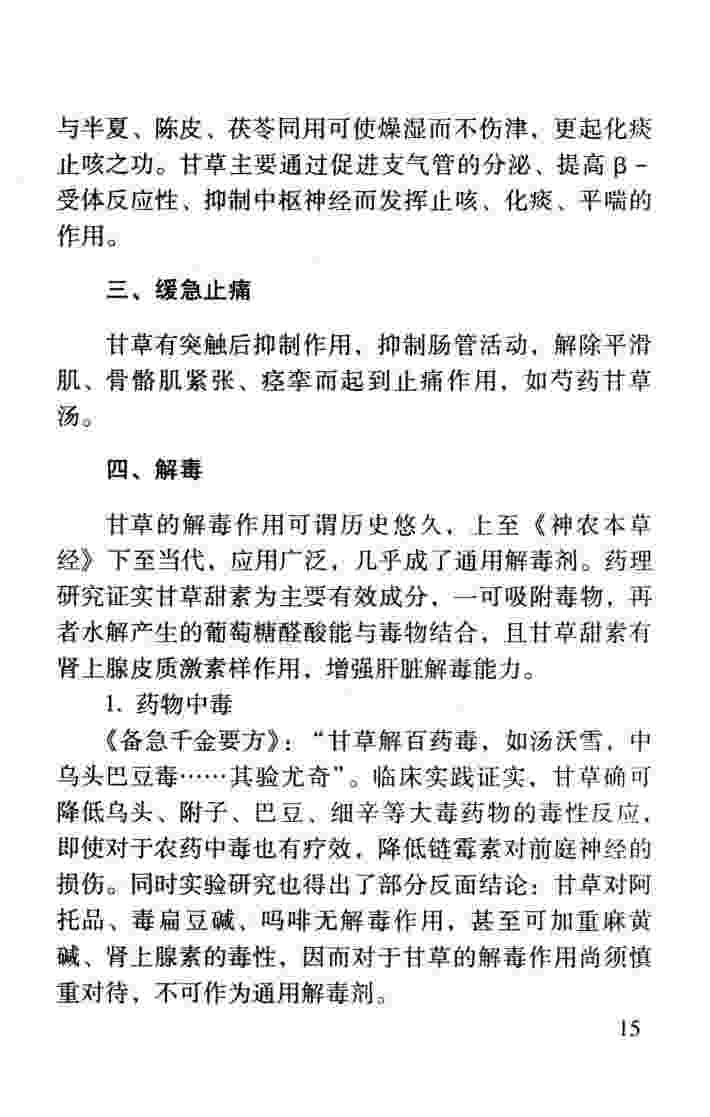 与半夏、陈皮、茯苓同用可使燥湿而不伤津，更起化痰
止咳之功。甘草主要通过促进支气管的分泌、提高 β－
受体反应性、抑制中枢神经而发挥止咳、化痰、平喘的
作用。
三、缓急止痛
甘草有突触后抑制作用，抑制肠管活动，解除平滑
肌、骨骼肌紧张、痉挛而起到止痛作用，如芍药甘草
汤。
四、解毒
甘草的解毒作用可谓历史悠久，上至《神农本草
经》下至当代，应用广泛，几乎成了通用解毒剂。药理
研究证实甘草甜素为主要有效成分，一可吸附毒物，再
者水解产生的葡萄糖醛酸能与毒物结合，且甘草甜素有
肾上腺皮质激素样作用，增强肝脏解毒能力。
1. 药物中毒
《备急千金要方》：“甘草解百药毒，如汤沃雪，中
乌头巴豆毒……其验尤奇”。临床实践证实，甘草确可
降低乌头、附子、巴豆、细辛等大毒药物的毒性反应，
即使对于农药中毒也有疗效，降低链霉素对前庭神经的
损伤。同时实验研究也得出了部分反面结论：甘草对阿
托品、毒扁豆碱、吗啡无解毒作用，甚至可加重麻黄
碱、肾上腺素的毒性，因而对于甘草的解毒作用尚须慎
重对待，不可作为通用解毒剂。
15